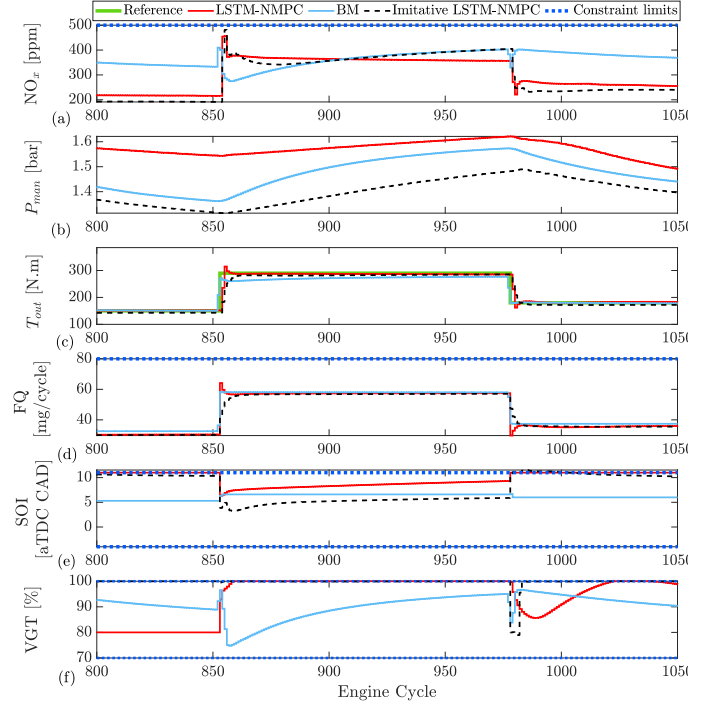 Reference LSTM-NMPC BM Imitative LSTM-NMPC Constraint limits
500
400
300
200
NOx [ppm]
(a)
800 850 900 950 1000 1050
1.6
1.5
1.4
Pman [bar]
(b)
800 850 900 950 1000 1050
300
200
100
Tout [N.m]
(c)
800 850 900 950 1000 1050
80
60
40
FQ
[mg/cycle]
(d)
800 850 900 950 1000 1050
10
5
0
SOI
[aTDC CAD]
(e)
800 850 900 950 1000 1050
100
90
80
70
VGT [%]
(f)
800 850 900 950 1000 1050
Engine Cycle